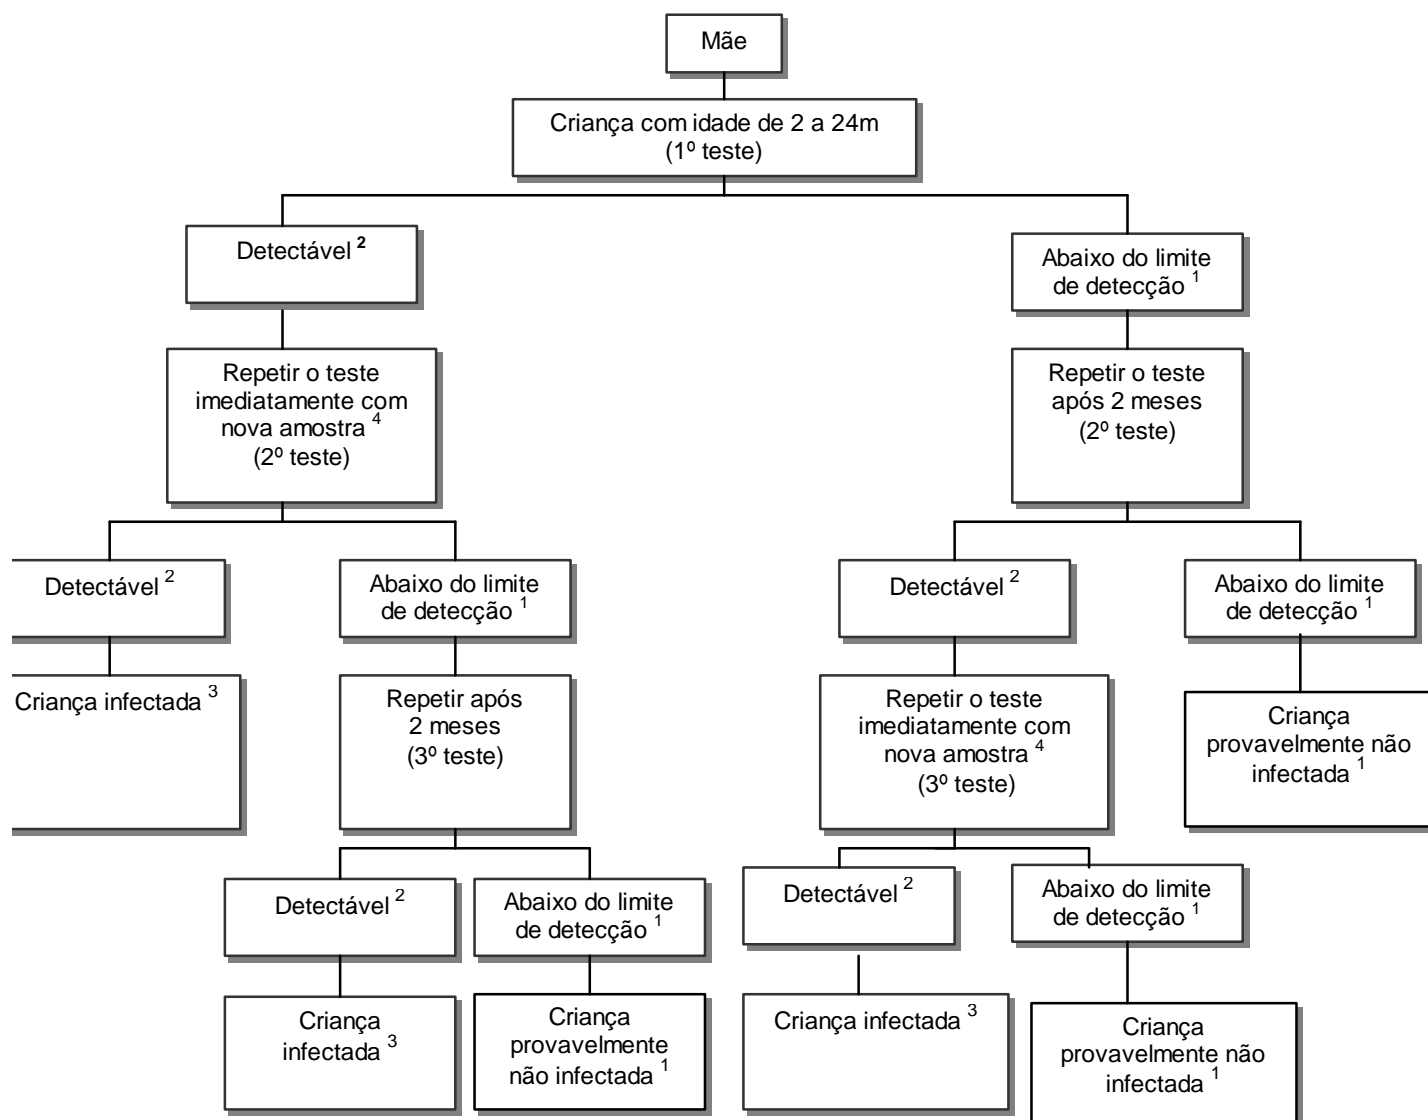 Mãe
Criança com idade de 2 a 24m
(1º teste)
Detectável ²
Abaixo do limite
de detecção ¹
Repetir o teste
imediatamente com
nova amostra ⁴
(2º teste)
Repetir o teste
após 2 meses
(2º teste)
Detectável ²
Abaixo do limite
de detecção ¹
Detectável ²
Abaixo do limite
de detecção ¹
Criança infectada ³
Repetir após
2 meses
(3º teste)
Repetir o teste
imediatamente com
nova amostra ⁴
(3º teste)
Criança
provavelmente não
infectada ¹
Detectável ²
Abaixo do limite
de detecção ¹
Detectável ²
Abaixo do limite
de detecção ¹
Criança
infectada ³
Criança
provavelmente
não infectada ¹
Criança infectada ³
Criança
provavelmente não
infectada ¹